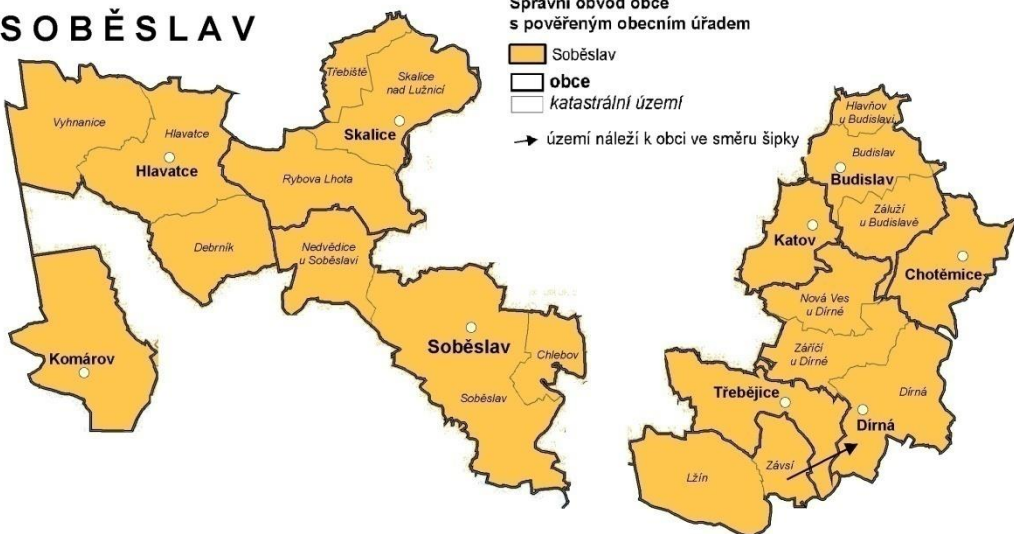 SOBĚSLAV
Správní obvod obce
s pověřeným obecním úřadem
Soběslav
obce
katastrální území
území náleží k obci ve směru šipky
Třebiště
Skalice
nad Lužnicí
Skalice
Vyhnanice
Hlavatce
Hlavatce
Rybova Lhota
Debrník
Nedvědice
u Soběslavi
Komárov
Soběslav
Chlebov
Soběslav
Hlavňov
u Budislavi
Budislav
Budislav
Záluží
u Budislavě
Katov
Chotěmice
Nová Ves
u Dírné
Záříčí
u Dírné
Třebějice
Dírná
Dírná
Lžín
Závsí